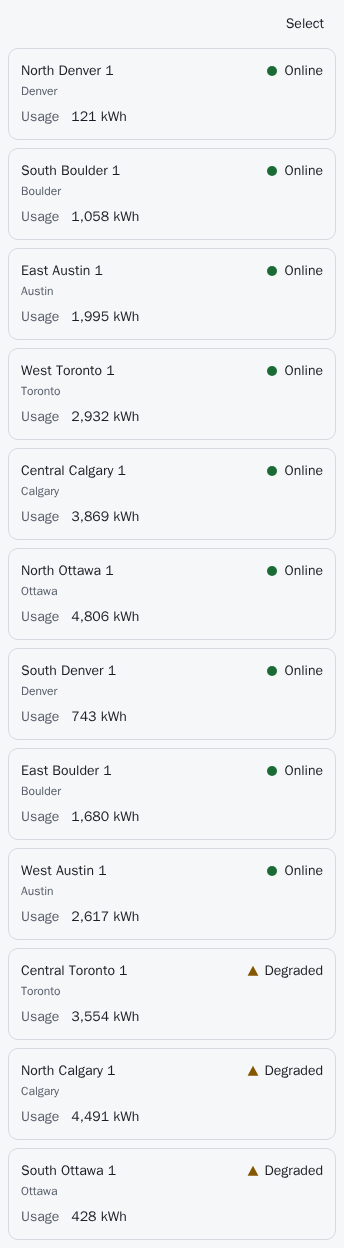 Select
North Denver 1 Online
Denver
Usage 121 kWh
South Boulder 1 Online
Boulder
Usage 1,058 kWh
East Austin 1 Online
Austin
Usage 1,995 kWh
West Toronto 1 Online
Toronto
Usage 2,932 kWh
Central Calgary 1 Online
Calgary
Usage 3,869 kWh
North Ottawa 1 Online
Ottawa
Usage 4,806 kWh
South Denver 1 Online
Denver
Usage 743 kWh
East Boulder 1 Online
Boulder
Usage 1,680 kWh
West Austin 1 Online
Austin
Usage 2,617 kWh
Central Toronto 1 Degraded
Toronto
Usage 3,554 kWh
North Calgary 1 Degraded
Calgary
Usage 4,491 kWh
South Ottawa 1 Degraded
Ottawa
Usage 428 kWh